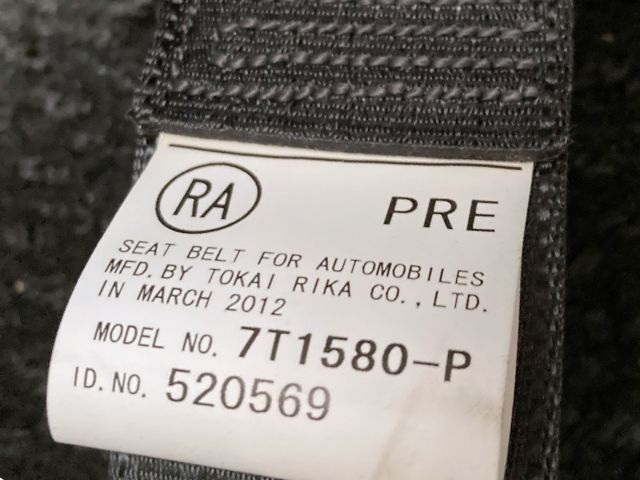 RA PRE
SEAT BELT FOR AUTOMOBILES
MFD. BY TOKAI RIKA CO., LTD.
IN MARCH 2012
MODEL NO. 7T1580-P
ID. NO. 520569